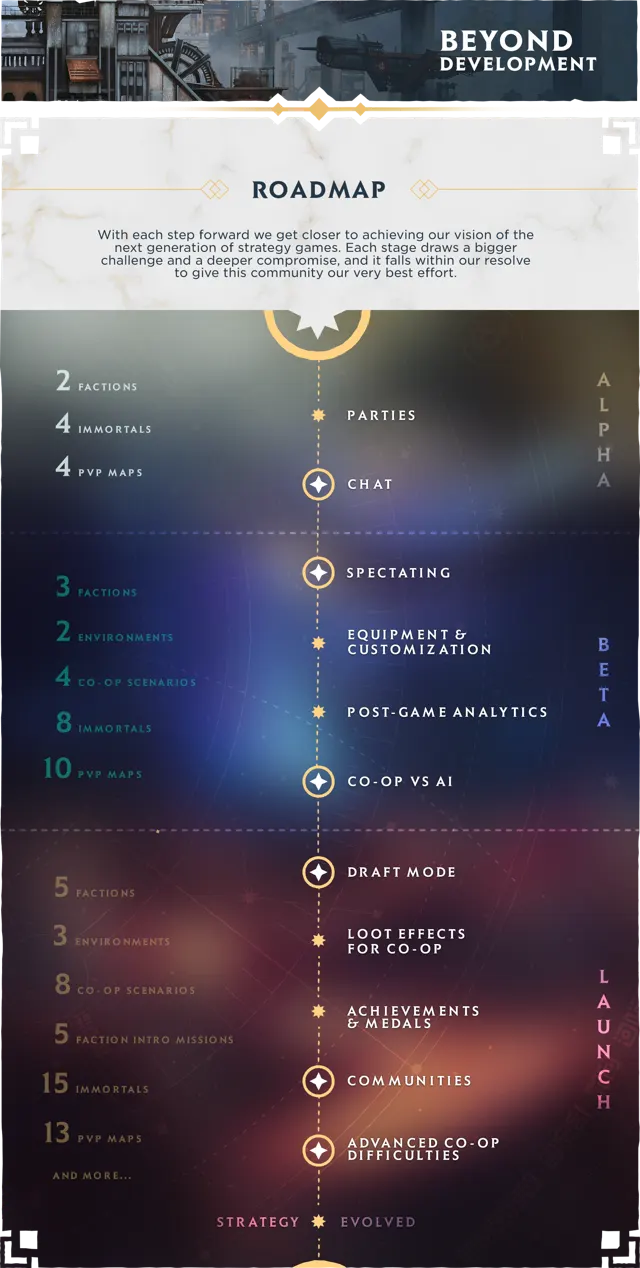 BEYOND
DEVELOPMENT
ROADMAP
With each step forward we get closer to achieving our vision of the
next generation of strategy games. Each stage draws a bigger
challenge and a deeper compromise, and it falls within our resolve
to give this community our very best effort.
2 FACTIONS
4 IMMORTALS
4 PVP MAPS
PARTIES
CHAT
ALPHA
3 FACTIONS
2 ENVIRONMENTS
4 CO-OP SCENARIOS
8 IMMORTALS
10 PVP MAPS
SPECTATING
EQUIPMENT &
CUSTOMIZATION
POST-GAME ANALYTICS
CO-OP VS AI
BETA
5 FACTIONS
3 ENVIRONMENTS
8 CO-OP SCENARIOS
5 FACTION INTRO MISSIONS
15 IMMORTALS
13 PVP MAPS
AND MORE...
DRAFT MODE
LOOT EFFECTS
FOR CO-OP
ACHIEVEMENTS
& MEDALS
COMMUNITIES
ADVANCED CO-OP
DIFFICULTIES
LAUNCH
STRATEGY EVOLVED